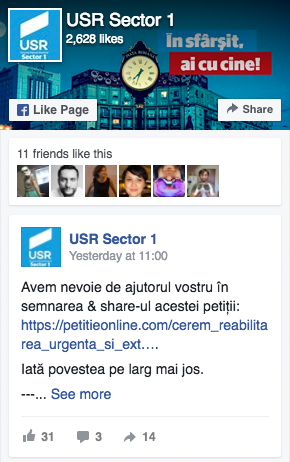 USR Sector 1
2,628 likes
USR
Sector 1
În sfârșit,
ai cu cine!
Like Page
Share
11 friends like this
USR
Sector 1
USR Sector 1
Yesterday at 11:00
Avem nevoie de ajutorul vostru în
semnarea & share-ul acestei petiții:
https://petitieonline.com/cerem_reabilita
rea_urgenta_si_ext….
Iată povestea pe larg mai jos.
---... See more
31
3
14